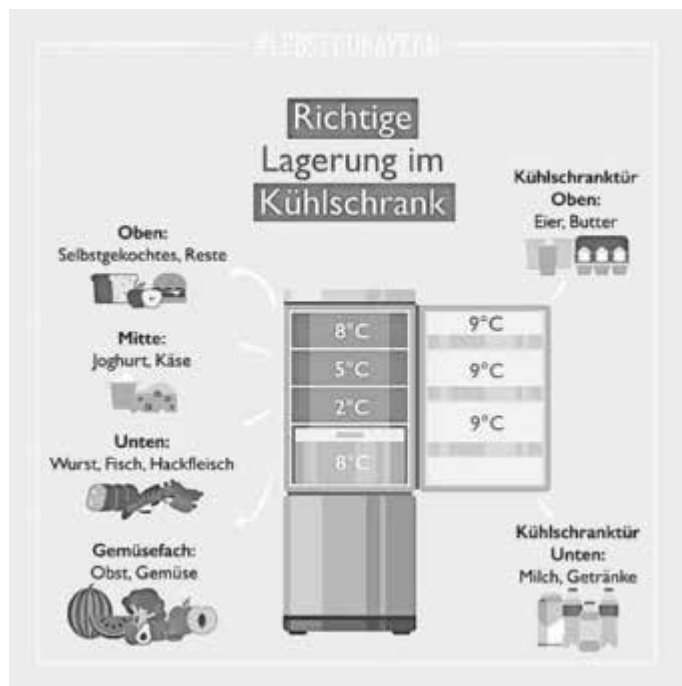 Richtige
Lagerung im
Kühlschrank
Oben:
Selbstgekochtes, Reste
Mitte:
Joghurt, Käse
Unten:
Wurst, Fisch, Hackfleisch
Gemüsefach:
Obst, Gemüse
8°C
5°C
2°C
8°C
9°C
9°C
9°C
Kühlschranktür
Oben:
Eier, Butter
Kühlschranktür
Unten:
Milch, Getränke